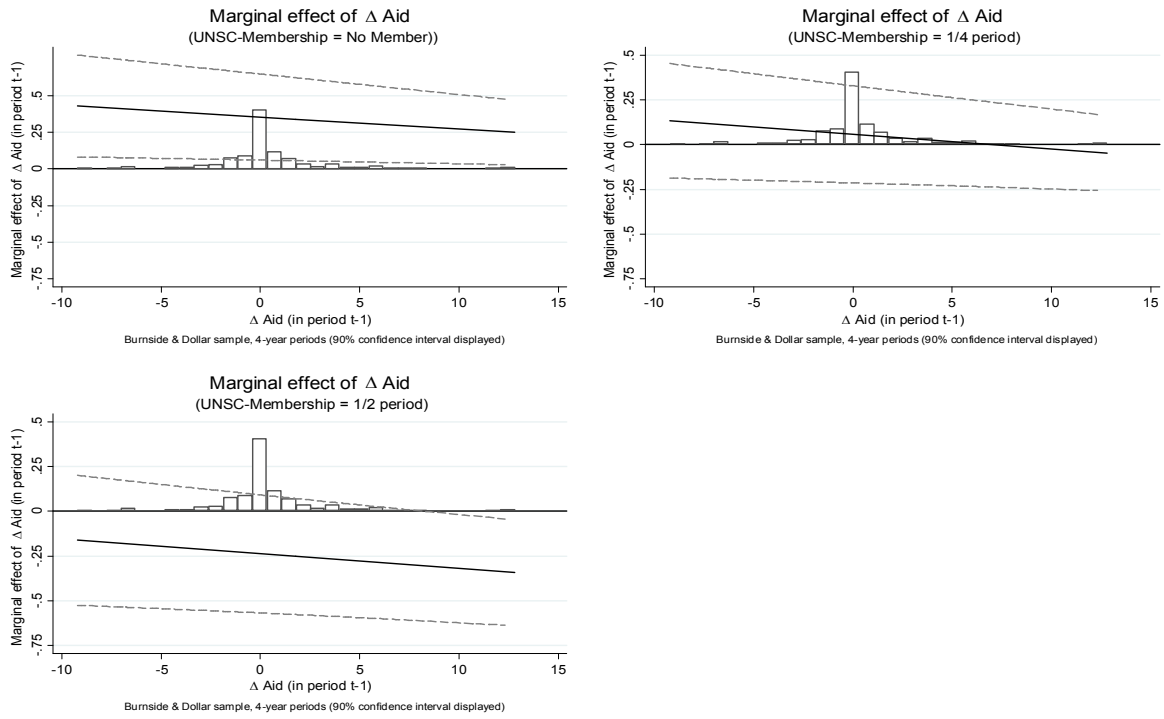 Marginal effect of Δ Aid
(UNSC-Membership = No Member))
Marginal effect of Δ Aid (in period t-1)
.5
.25
0
-.25
-.5
-.75
-10
-5
0
5
10
15
Δ Aid (in period t-1)
Burnside & Dollar sample, 4-year periods (90% confidence interval displayed)
Marginal effect of Δ Aid
(UNSC-Membership = 1/4 period)
Marginal effect of Δ Aid (in period t-1)
.5
.25
0
-.25
-.5
-.75
-10
-5
0
5
10
15
Δ Aid (in period t-1)
Burnside & Dollar sample, 4-year periods (90% confidence interval displayed)
Marginal effect of Δ Aid
(UNSC-Membership = 1/2 period)
Marginal effect of Δ Aid (in period t-1)
.5
.25
0
-.25
-.5
-.75
-10
-5
0
5
10
15
Δ Aid (in period t-1)
Burnside & Dollar sample, 4-year periods (90% confidence interval displayed)